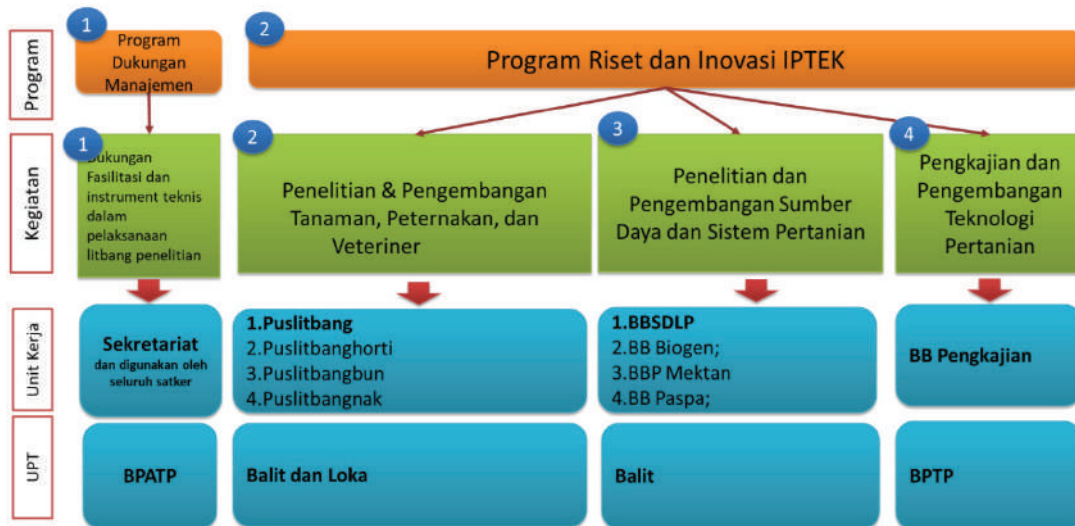 Program
1
Program
Dukungan
Manajemen
2
Program Riset dan Inovasi IPTEK
Kegiatan
1
Dukungan
Fasilitasi dan
instrument teknis
dalam
pelaksanaan
litbang penelitian
2
Penelitian & Pengembangan
Tanaman, Peternakan, dan
Veteriner
3
Penelitian dan
Pengembangan Sumber
Daya dan Sistem Pertanian
4
Pengkajian dan
Pengembangan
Teknologi
Pertanian
Unit Kerja
Sekretariat
dan digunakan oleh
seluruh satker
1.Puslitbang
2.Puslitbanghorti
3.Puslitbangbun
4.Puslitbangnak
1.BBSDLP
2.BB Biogen;
3.BBP Mektan
4.BB Paspa;
BB Pengkajian
UPT
BPATP
Balit dan Loka
Balit
BPTP